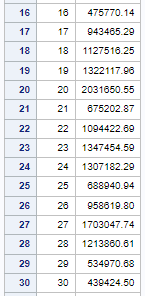 16 16 475770.14
17 17 943465.29
18 18 1127516.25
19 19 1322117.96
20 20 2031650.55
21 21 675202.87
22 22 1094422.69
23 23 1347454.59
24 24 1307182.29
25 25 688940.94
26 26 958619.80
27 27 1703047.74
28 28 1213860.61
29 29 534970.68
30 30 439424.50